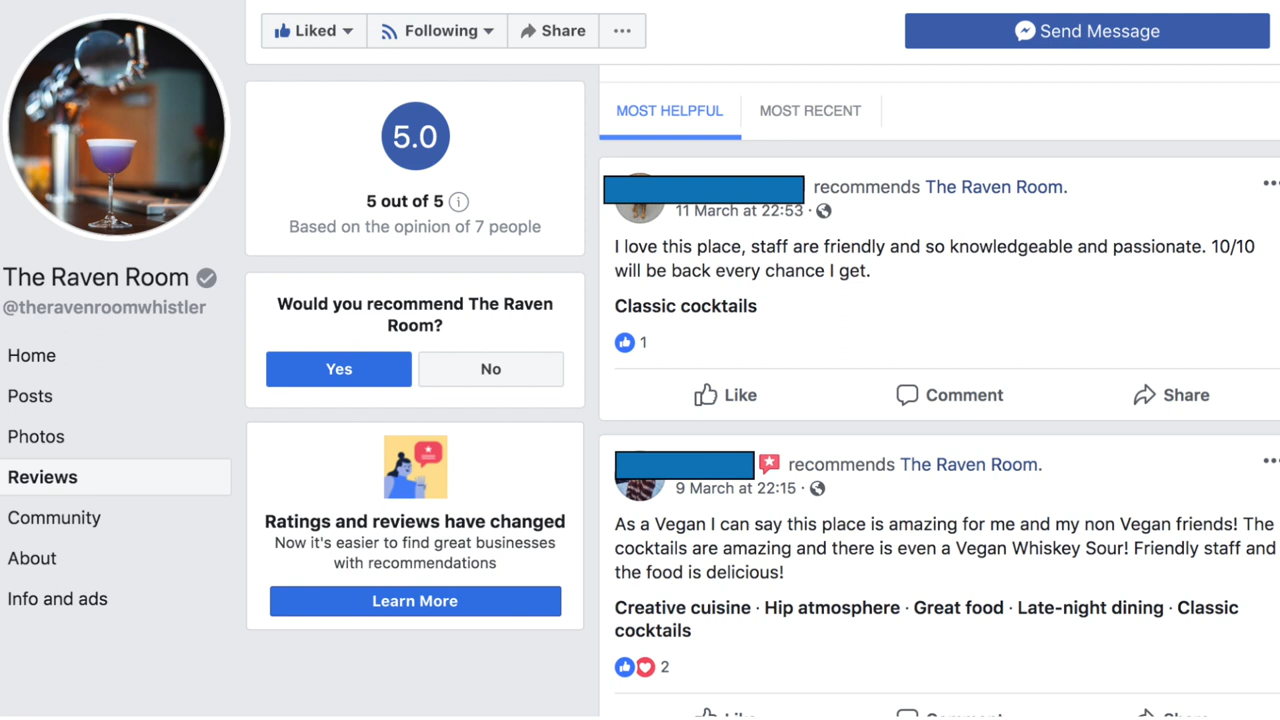 Liked
Following
Share
Send Message
The Raven Room
@theravenroomwhistler
Home
Posts
Photos
Reviews
Community
About
Info and ads
5.0
5 out of 5
Based on the opinion of 7 people
Would you recommend The Raven
Room?
Yes
No
Ratings and reviews have changed
Now it's easier to find great businesses
with recommendations
Learn More
MOST HELPFUL
MOST RECENT
recommends The Raven Room.
11 March at 22:53 ·
I love this place, staff are friendly and so knowledgeable and passionate. 10/10
will be back every chance I get.
Classic cocktails
1
Like
Comment
Share
recommends The Raven Room.
9 March at 22:15 ·
As a Vegan I can say this place is amazing for me and my non Vegan friends! The
cocktails are amazing and there is even a Vegan Whiskey Sour! Friendly staff and
the food is delicious!
Creative cuisine · Hip atmosphere · Great food · Late-night dining · Classic
cocktails
2